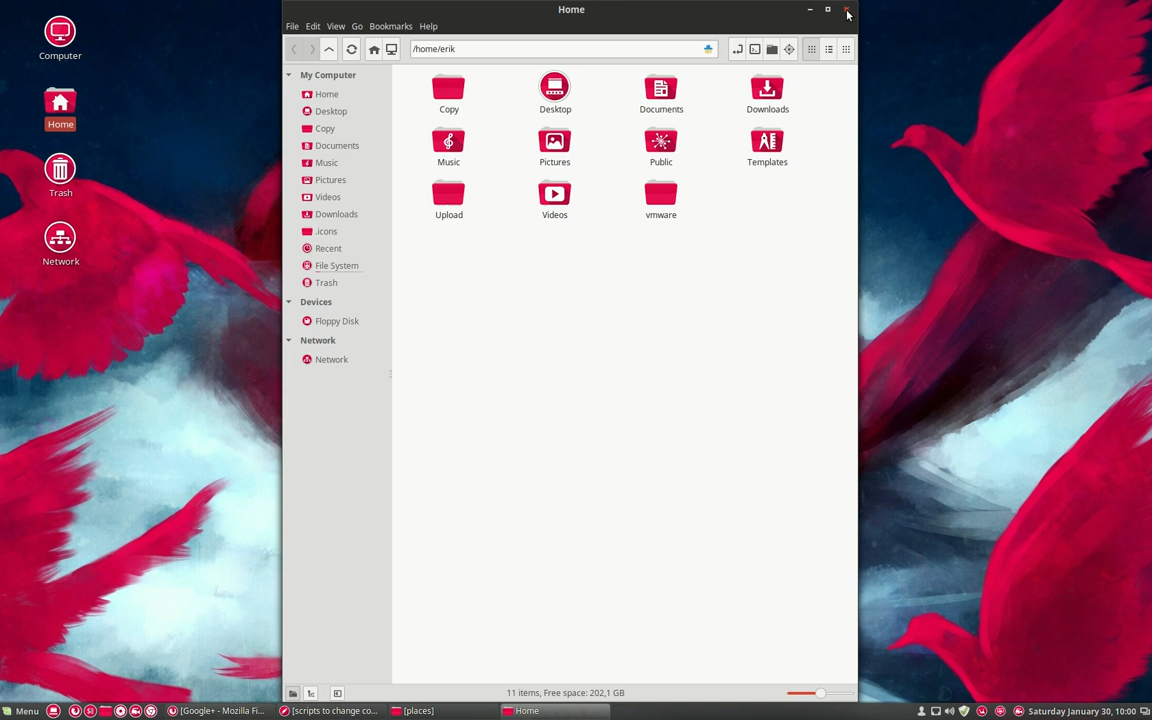 Home
File Edit View Go Bookmarks Help
/home/erik
Computer
Home
Trash
Network
My Computer
Home
Desktop
Copy
Documents
Music
Pictures
Videos
Downloads
.icons
Recent
File System
Trash
Devices
Floppy Disk
Network
Network
Copy Desktop Documents Downloads
Music Pictures Public Templates
Upload Videos vmware
11 items, Free space: 202,1 GB
Menu [Google+ - Mozilla Fi... [scripts to change co... [places] Home Saturday January 30, 10:00